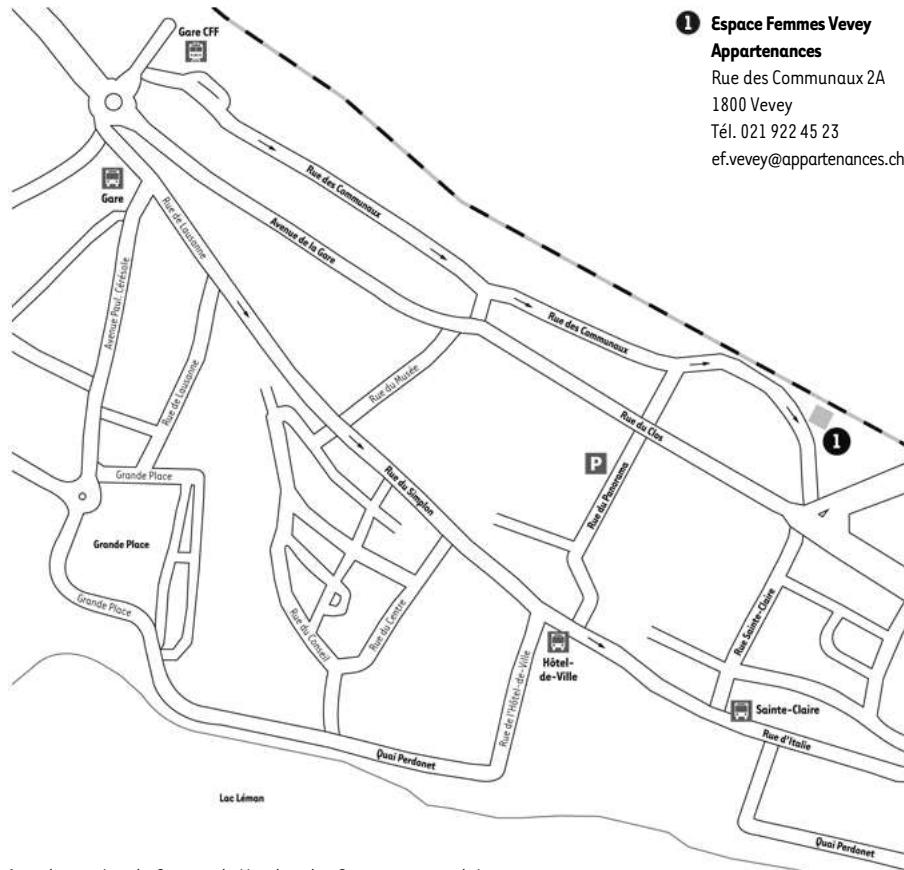 Gare CFF
1 Espace Femmes Vevey
Appartenances
Rue des Communaux 2A
1800 Vevey
Tél. 021 922 45 23
ef.vevey@appartenances.ch
Gare
Rue des Communaux
Rue de Lausanne
Avenue de la Gare
Avenue Paul. Cérésole
Rue des Communaux
Rue de Lausanne
Rue du Musée
Rue du Clos
1
P
Grande Place
Rue du Simplon
Rue du Panorama
Grande Place
Grande Place
Rue du Conseil
Rue du Centre
Rue Sainte-Claire
Hôtel-
de-Ville
Rue de l'Hôtel-de-Ville
Sainte-Claire
Rue d'Italie
Quai Perdonet
Lac Léman
Quai Perdonet